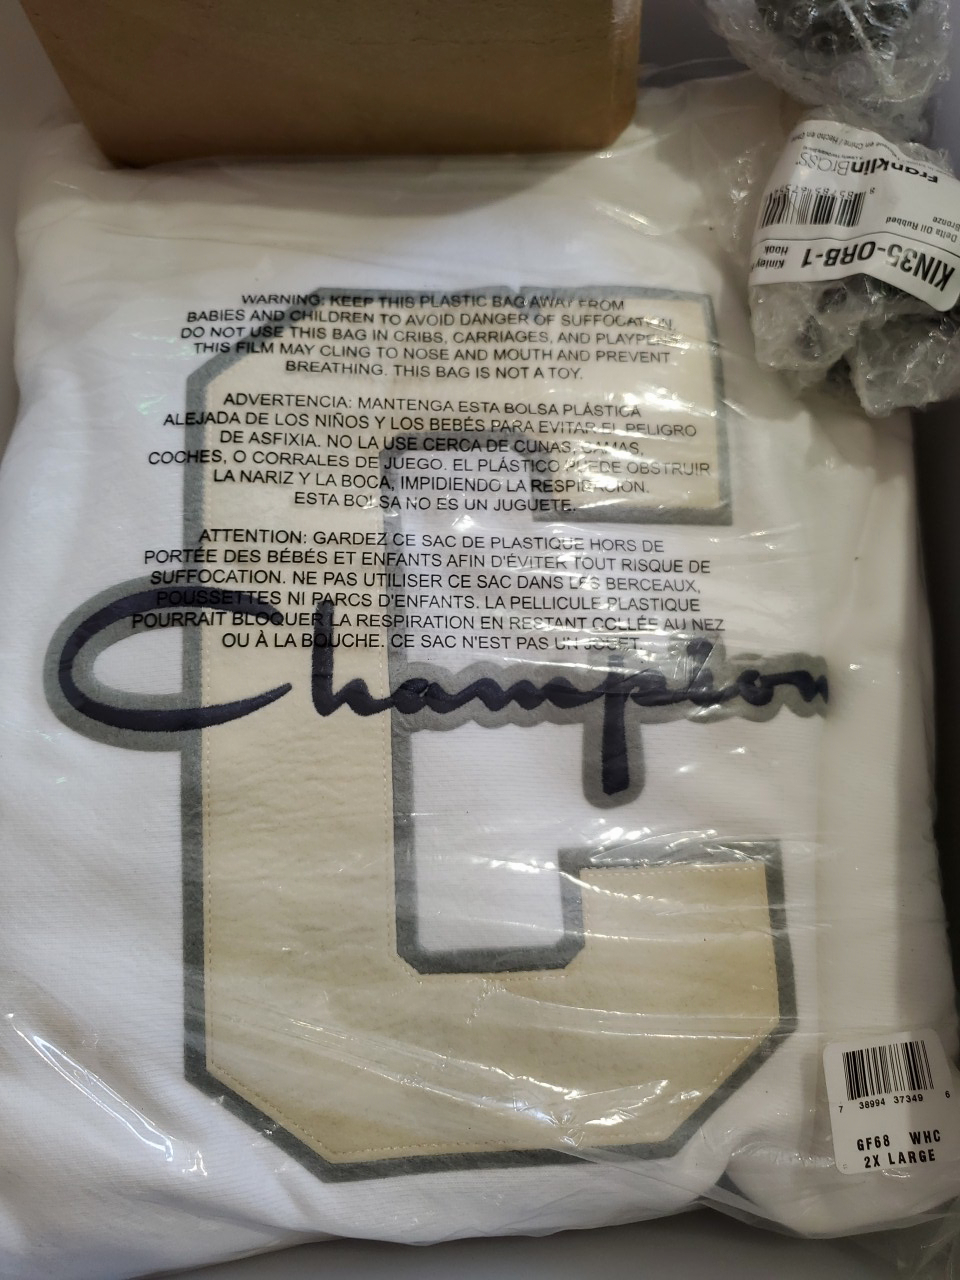 WARNING: KEEP THIS PLASTIC BAG AWAY FROM
BABIES AND CHILDREN TO AVOID DANGER OF SUFFOCATION.
DO NOT USE THIS BAG IN CRIBS, CARRIAGES, AND PLAYPENS
THIS FILM MAY CLING TO NOSE AND MOUTH AND PREVENT
BREATHING. THIS BAG IS NOT A TOY.
ADVERTENCIA: MANTENGA ESTA BOLSA PLÁSTICA
ALEJADA DE LOS NIÑOS Y LOS BEBÉS PARA EVITAR EL PELIGRO
DE ASFIXIA. NO LA USE CERCA DE CUNAS, CAMAS,
COCHES, O CORRALES DE JUEGO. EL PLÁSTICO PUEDE OBSTRUIR
LA NARIZ Y LA BOCA, IMPIDIENDO LA RESPIRACIÓN.
ESTA BOLSA NO ES UN JUGUETE.
ATTENTION: GARDEZ CE SAC DE PLASTIQUE HORS DE
PORTÉE DES BÉBÉS ET ENFANTS AFIN D'ÉVITER TOUT RISQUE DE
SUFFOCATION. NE PAS UTILISER CE SAC DANS LES BERCEAUX,
POUSSETTES NI PARCS D'ENFANTS. LA PELLICULE PLASTIQUE
POURRAIT BLOQUER LA RESPIRATION EN RESTANT COLLÉE AU NEZ
OU À LA BOUCHE. CE SAC N'EST PAS UN JOUET.
C
Champion
KIN35-ORB-1
Kinley
Hook
Delta Oil Rubbed
Bronze
FranklinBrass
Hecho en China
7 38994 37349 6
GF68 WHC
2X LARGE